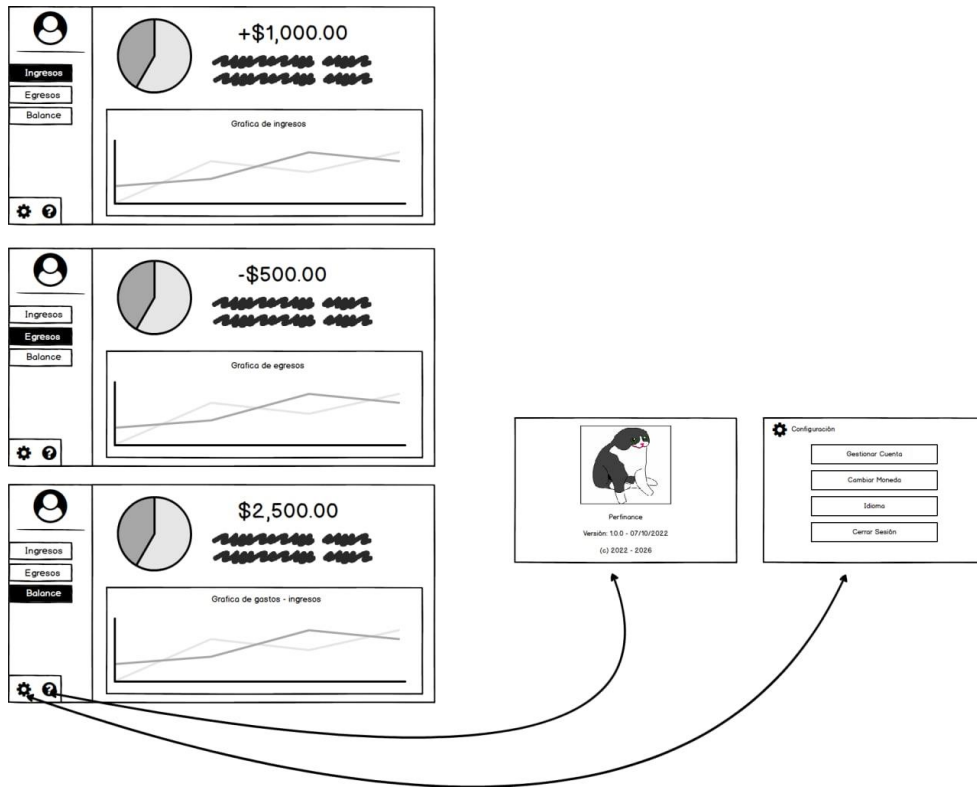 +$1,000.00
Ingresos
Egresos
Balance
Grafica de ingresos
-$500.00
Ingresos
Egresos
Balance
Grafica de egresos
$2,500.00
Ingresos
Egresos
Balance
Grafica de gastos - ingresos
Perfinance
Versión: 1.0.0 - 07/10/2022
(c) 2022 - 2026
Configuración
Gestionar Cuenta
Cambiar Moneda
Idioma
Cerrar Sesión